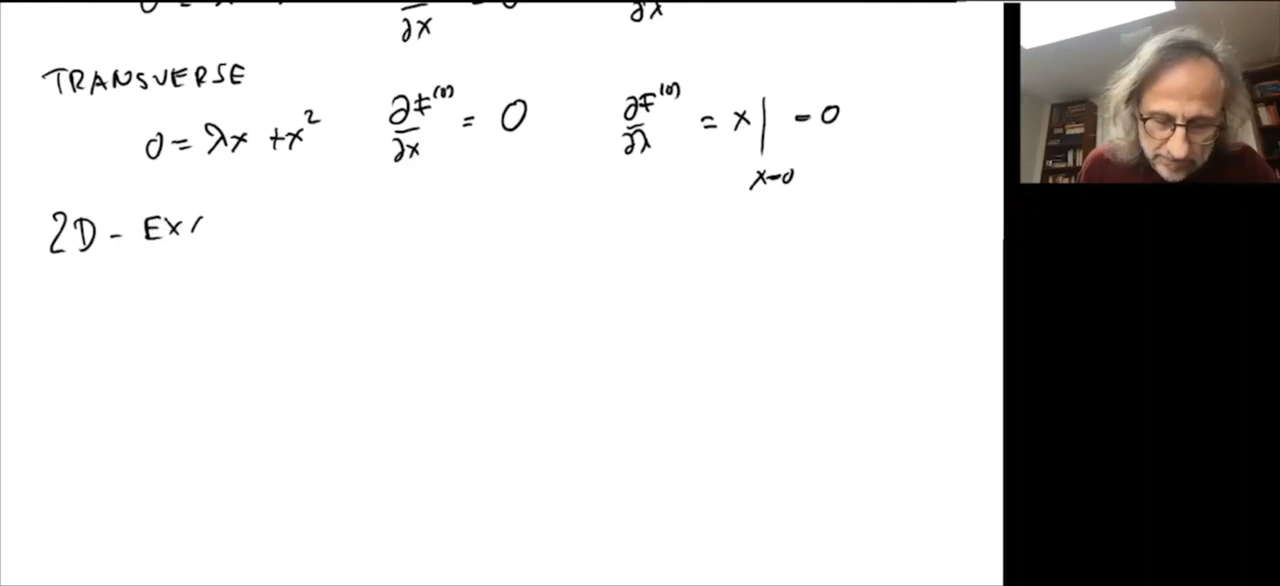 ∂x ∂x
TRANSVERSE
0 = λx + x² ∂F⁽⁰⁾/∂x = 0 ∂F⁽⁰⁾/∂λ = x|ₓ₌₀ = 0
2D - EX